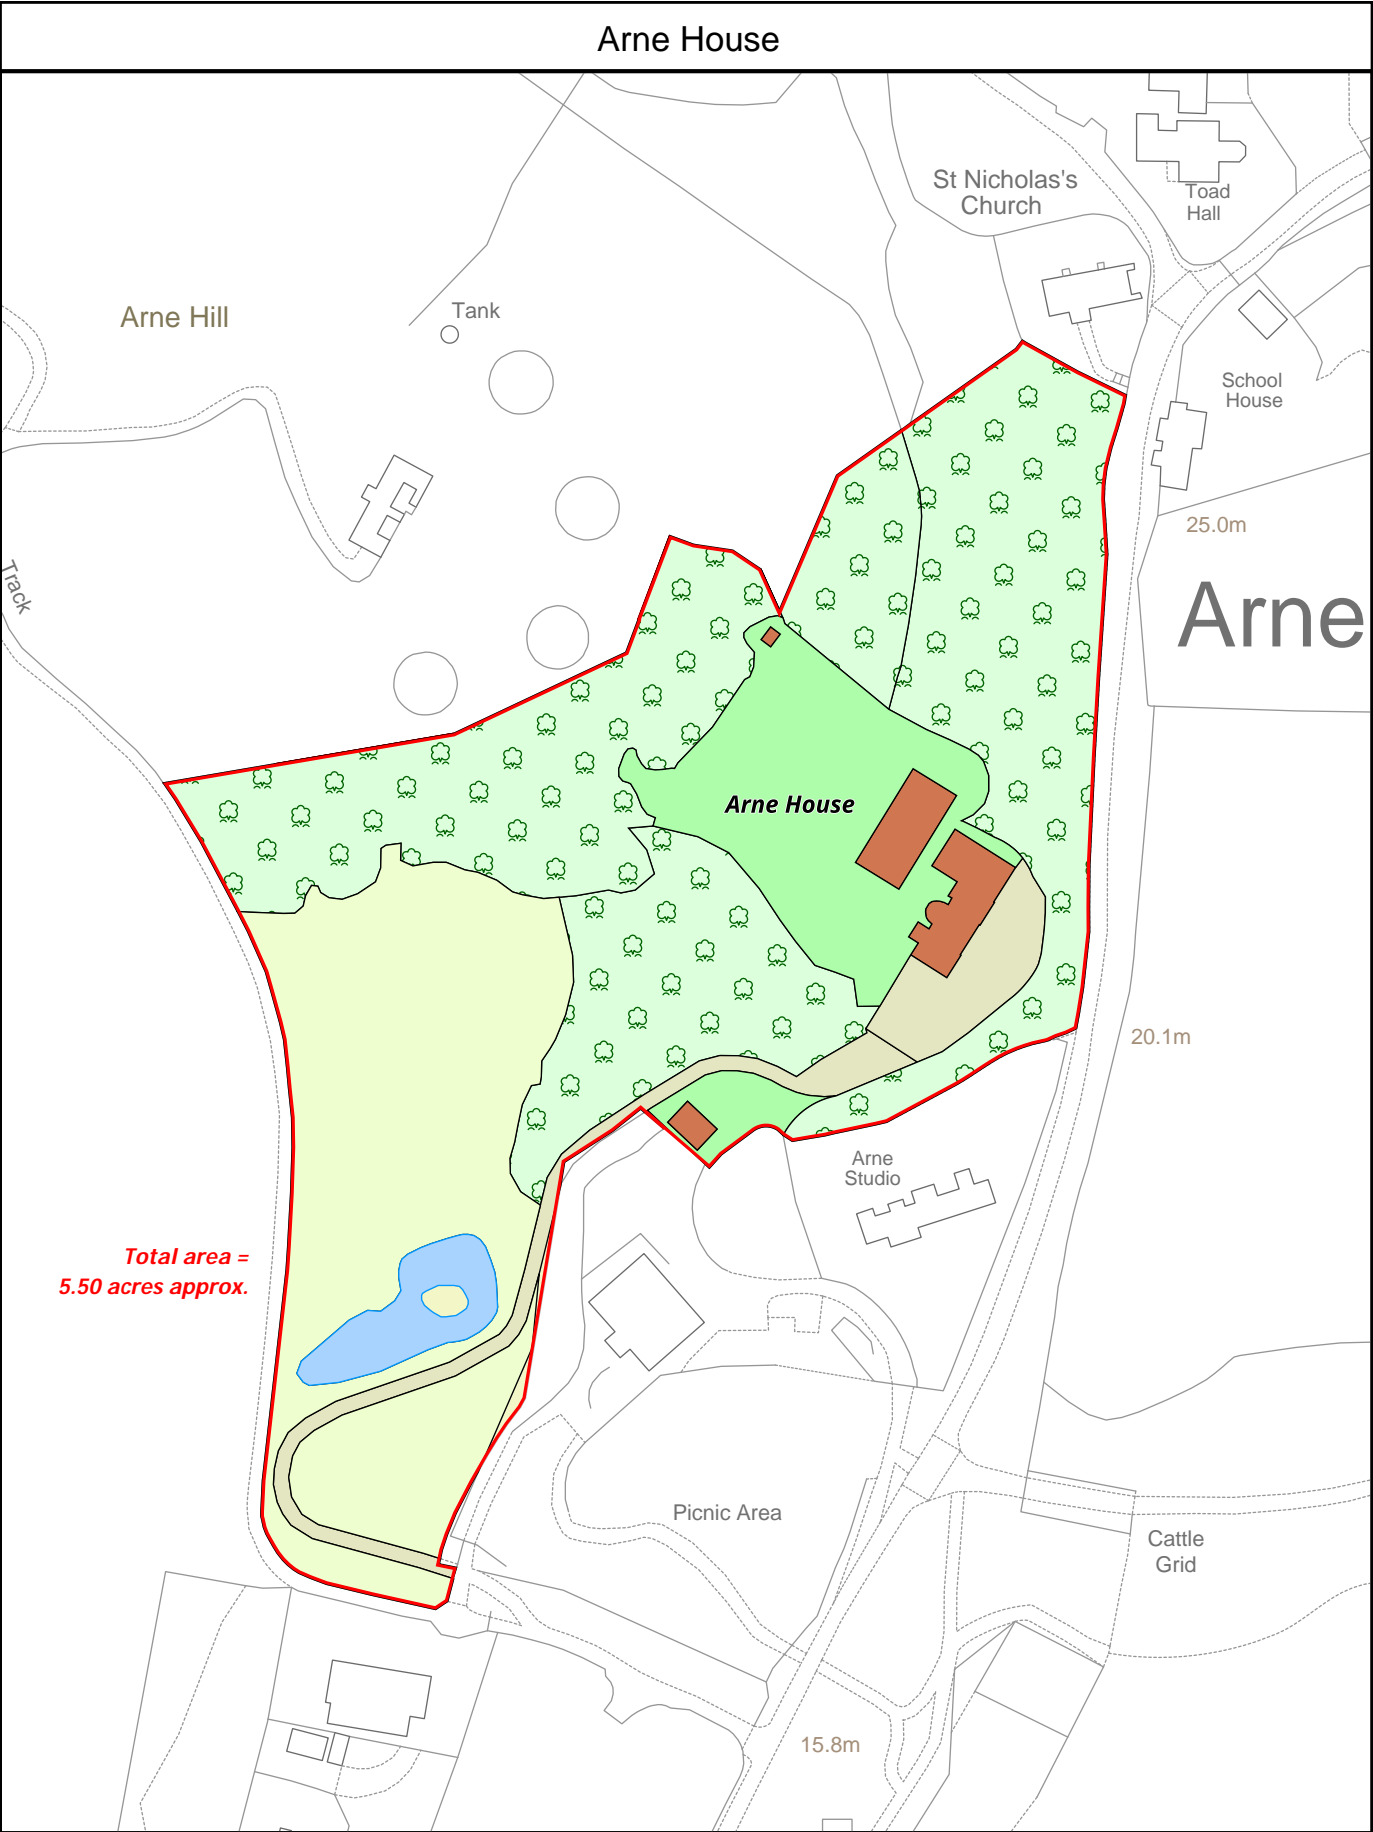 Arne House
St Nicholas's
Church
Toad
Hall
Arne Hill
Tank
School
House
25.0m
Track
Arne
Arne House
20.1m
Arne
Studio
Total area =
5.50 acres approx.
Picnic Area
Cattle
Grid
15.8m